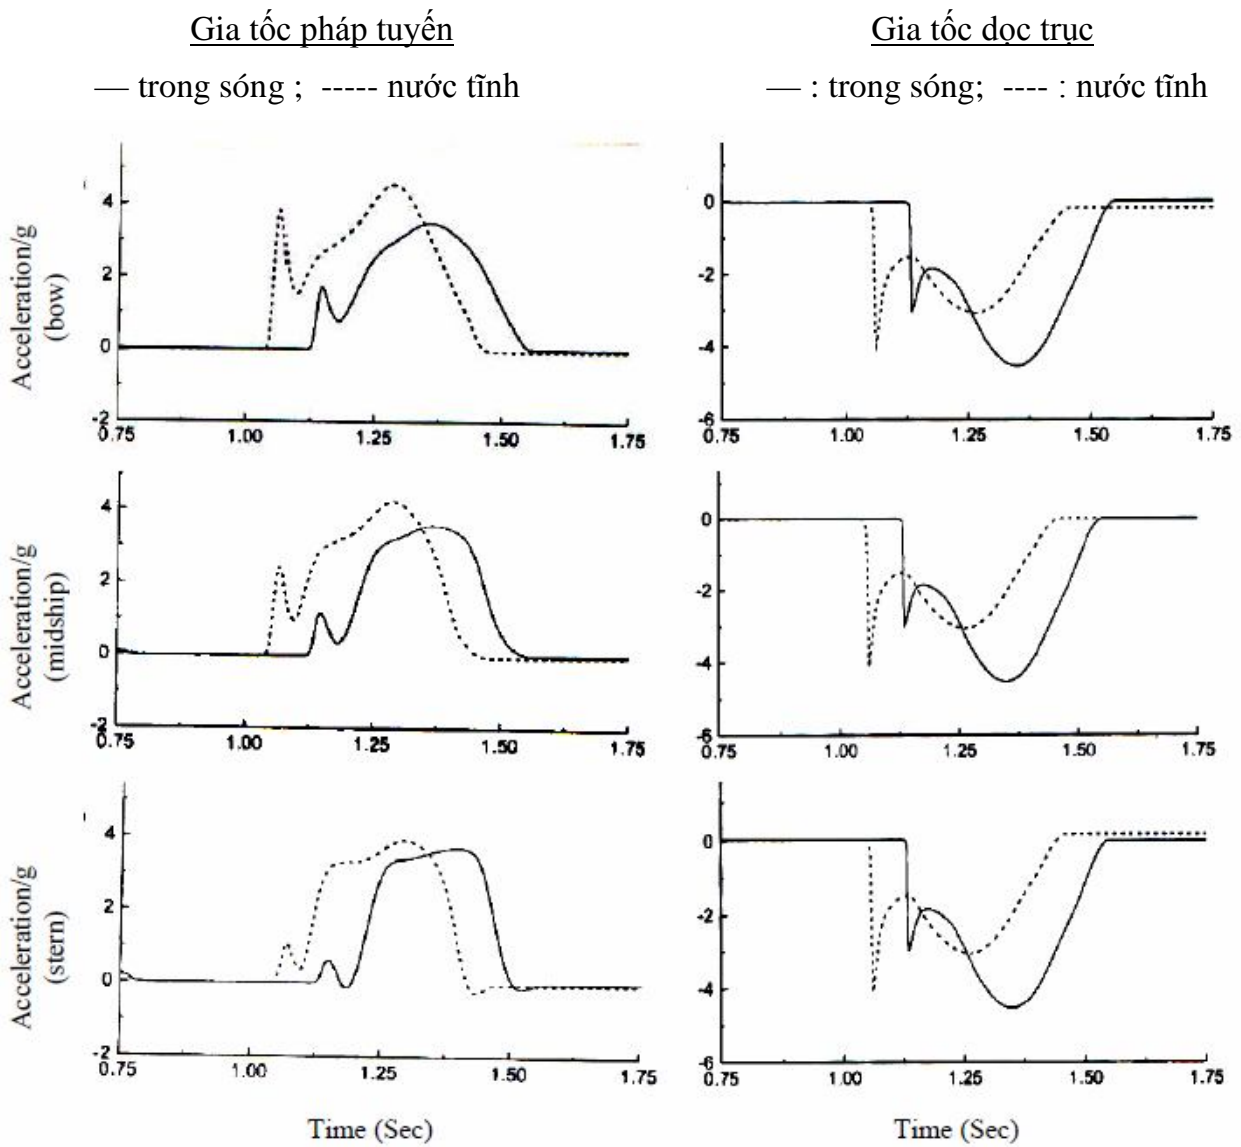 Gia tốc pháp tuyến
Gia tốc dọc trục
— trong sóng ; ----- nước tĩnh
— : trong sóng; ---- : nước tĩnh
Acceleration/g
(bow)
4
2
0
-2
0.75 1.00 1.25 1.50 1.75
0
-2
-4
-6
0.75 1.00 1.25 1.50 1.75
Acceleration/g
(midship)
4
2
0
-2
0.75 1.00 1.25 1.50 1.75
0
-2
-4
-6
0.75 1.00 1.25 1.50 1.75
Acceleration/g
(stern)
4
2
0
-2
0.75 1.00 1.25 1.50 1.75
0
-2
-4
-6
0.75 1.00 1.25 1.50 1.75
Time (Sec)
Time (Sec)